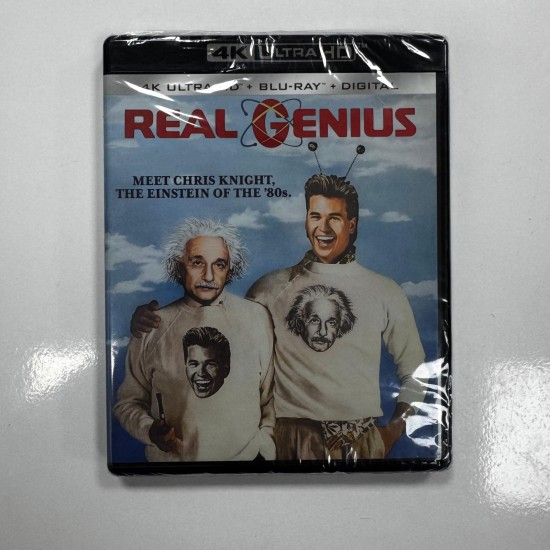 4K ULTRA HD
4K ULTRA HD + BLU-RAY + DIGITAL
REAL GENIUS
MEET CHRIS KNIGHT,
THE EINSTEIN OF THE '80s.